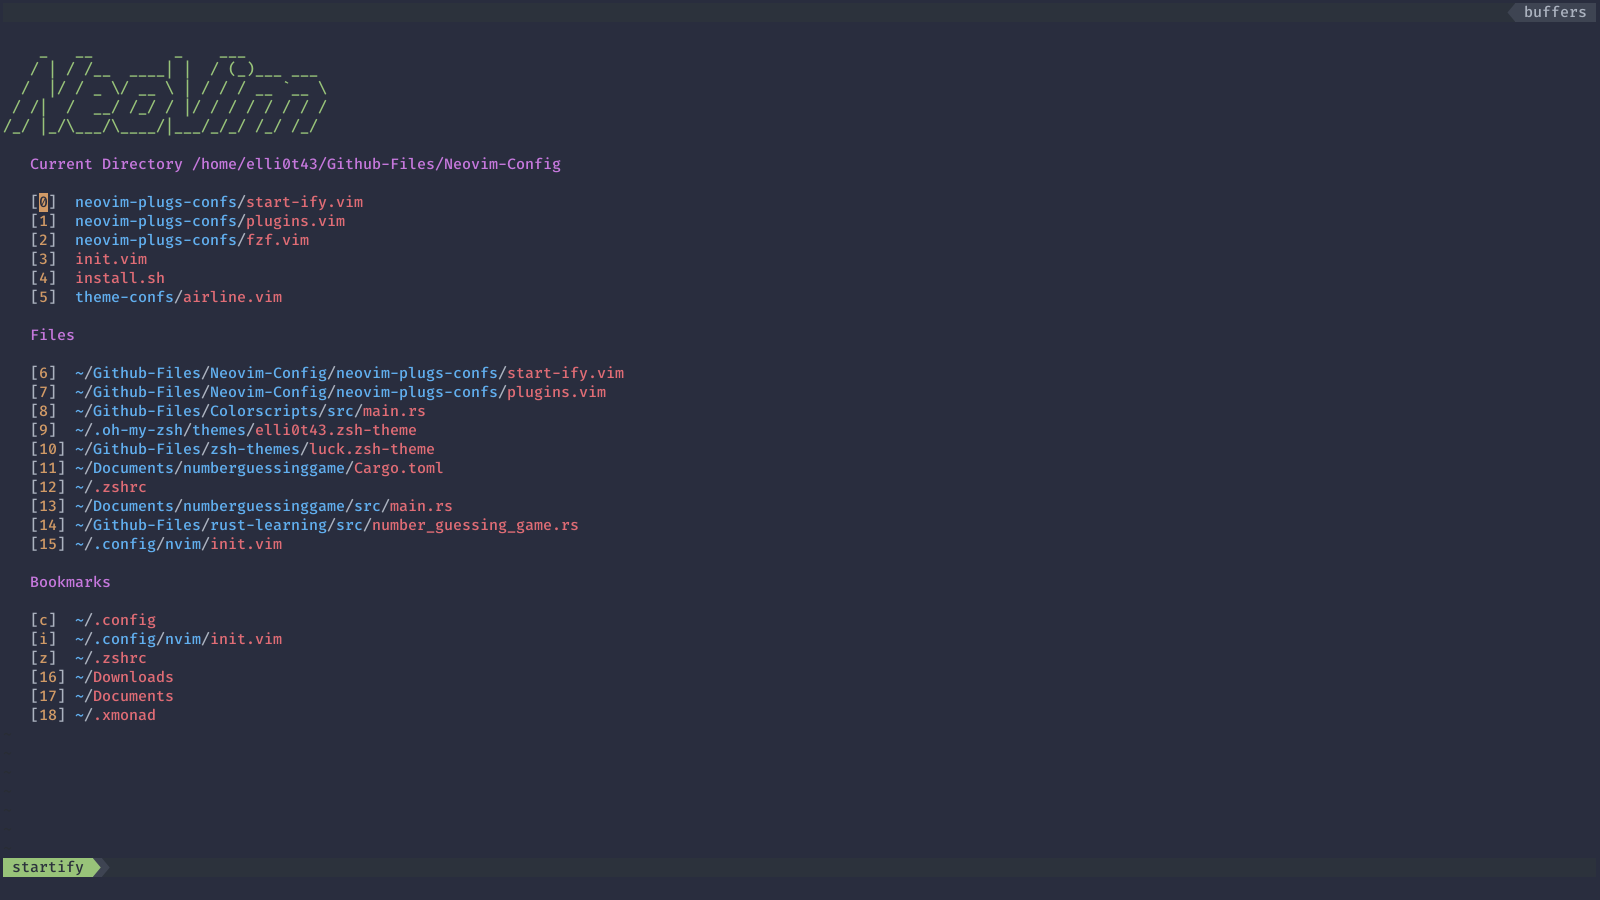 buffers
    _   __         _    ___
   / | / /__  ____| |  / (_)___ ___
  /  |/ / _ \/ __ \ | / / / __ `__ \
 / /|  /  __/ /_/ / |/ / / / / / / /
/_/ |_/\___/\____/|___/_/_/ /_/ /_/
Current Directory /home/elli0t43/Github-Files/Neovim-Config
[0]  neovim-plugs-confs/start-ify.vim
[1]  neovim-plugs-confs/plugins.vim
[2]  neovim-plugs-confs/fzf.vim
[3]  init.vim
[4]  install.sh
[5]  theme-confs/airline.vim
Files
[6]  ~/Github-Files/Neovim-Config/neovim-plugs-confs/start-ify.vim
[7]  ~/Github-Files/Neovim-Config/neovim-plugs-confs/plugins.vim
[8]  ~/Github-Files/Colorscripts/src/main.rs
[9]  ~/.oh-my-zsh/themes/elli0t43.zsh-theme
[10] ~/Github-Files/zsh-themes/luck.zsh-theme
[11] ~/Documents/numberguessinggame/Cargo.toml
[12] ~/.zshrc
[13] ~/Documents/numberguessinggame/src/main.rs
[14] ~/Github-Files/rust-learning/src/number_guessing_game.rs
[15] ~/.config/nvim/init.vim
Bookmarks
[c]  ~/.config
[i]  ~/.config/nvim/init.vim
[z]  ~/.zshrc
[16] ~/Downloads
[17] ~/Documents
[18] ~/.xmonad
startify